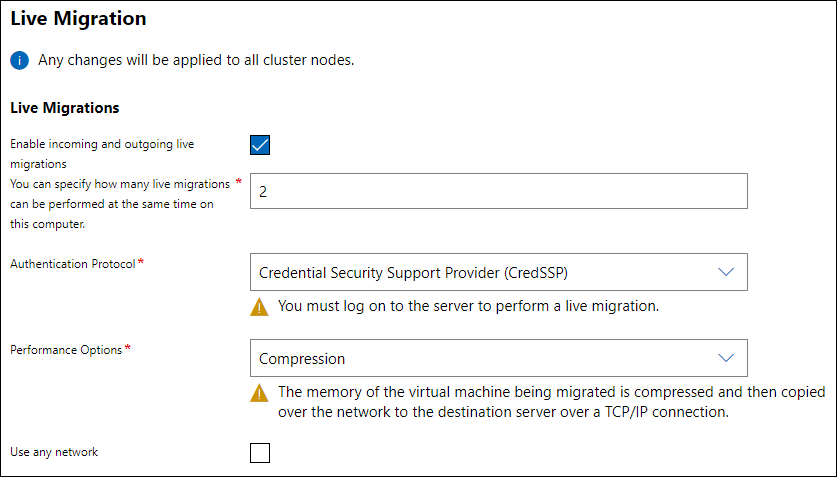 Live Migration
i Any changes will be applied to all cluster nodes.
Live Migrations
Enable incoming and outgoing live
migrations
You can specify how many live migrations *
can be performed at the same time on
this computer.
2
Authentication Protocol *
Credential Security Support Provider (CredSSP)
You must log on to the server to perform a live migration.
Performance Options *
Compression
The memory of the virtual machine being migrated is compressed and then copied
over the network to the destination server over a TCP/IP connection.
Use any network